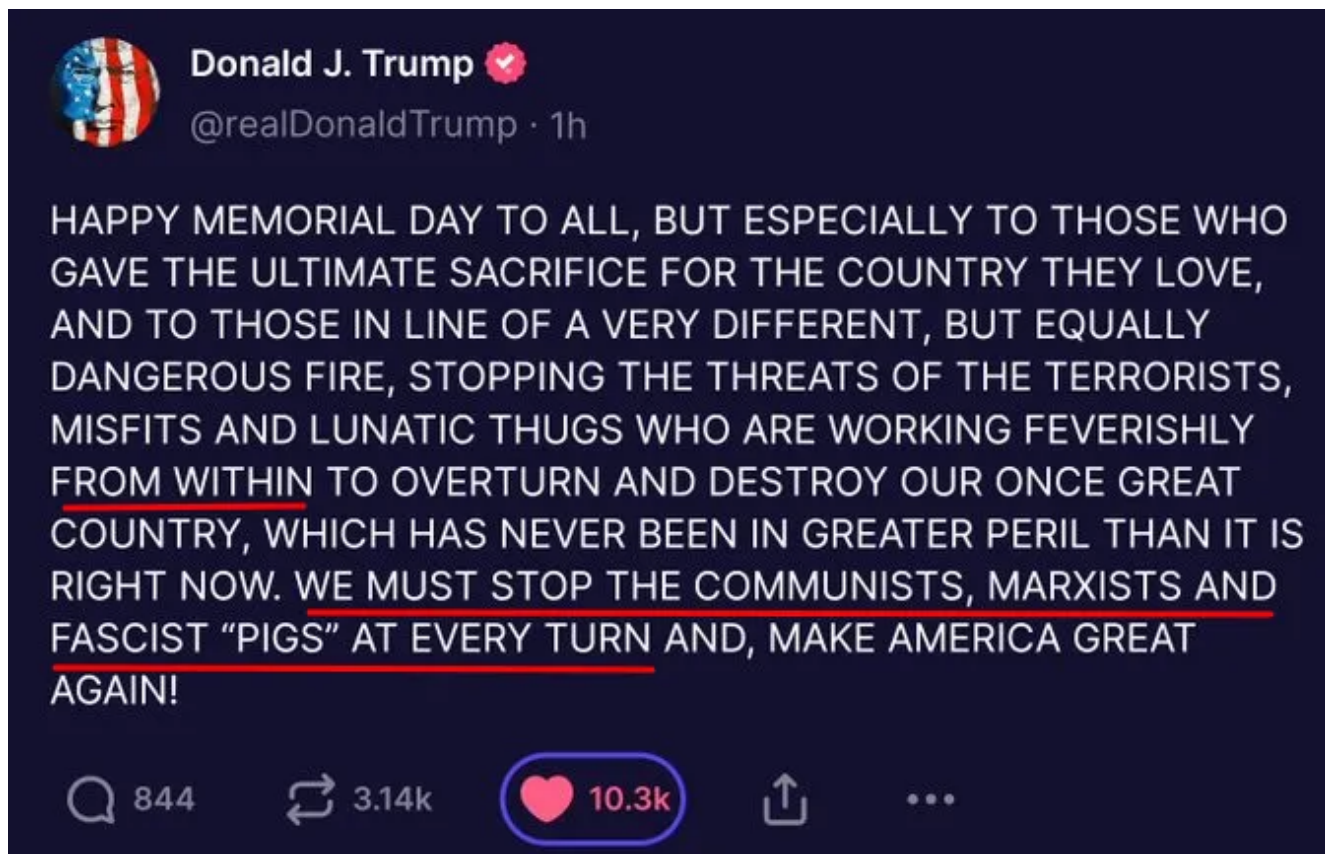 Donald J. Trump
@realDonaldTrump · 1h
HAPPY MEMORIAL DAY TO ALL, BUT ESPECIALLY TO THOSE WHO
GAVE THE ULTIMATE SACRIFICE FOR THE COUNTRY THEY LOVE,
AND TO THOSE IN LINE OF A VERY DIFFERENT, BUT EQUALLY
DANGEROUS FIRE, STOPPING THE THREATS OF THE TERRORISTS,
MISFITS AND LUNATIC THUGS WHO ARE WORKING FEVERISHLY
FROM WITHIN TO OVERTURN AND DESTROY OUR ONCE GREAT
COUNTRY, WHICH HAS NEVER BEEN IN GREATER PERIL THAN IT IS
RIGHT NOW. WE MUST STOP THE COMMUNISTS, MARXISTS AND
FASCIST “PIGS” AT EVERY TURN AND, MAKE AMERICA GREAT
AGAIN!
844 3.14k 10.3k